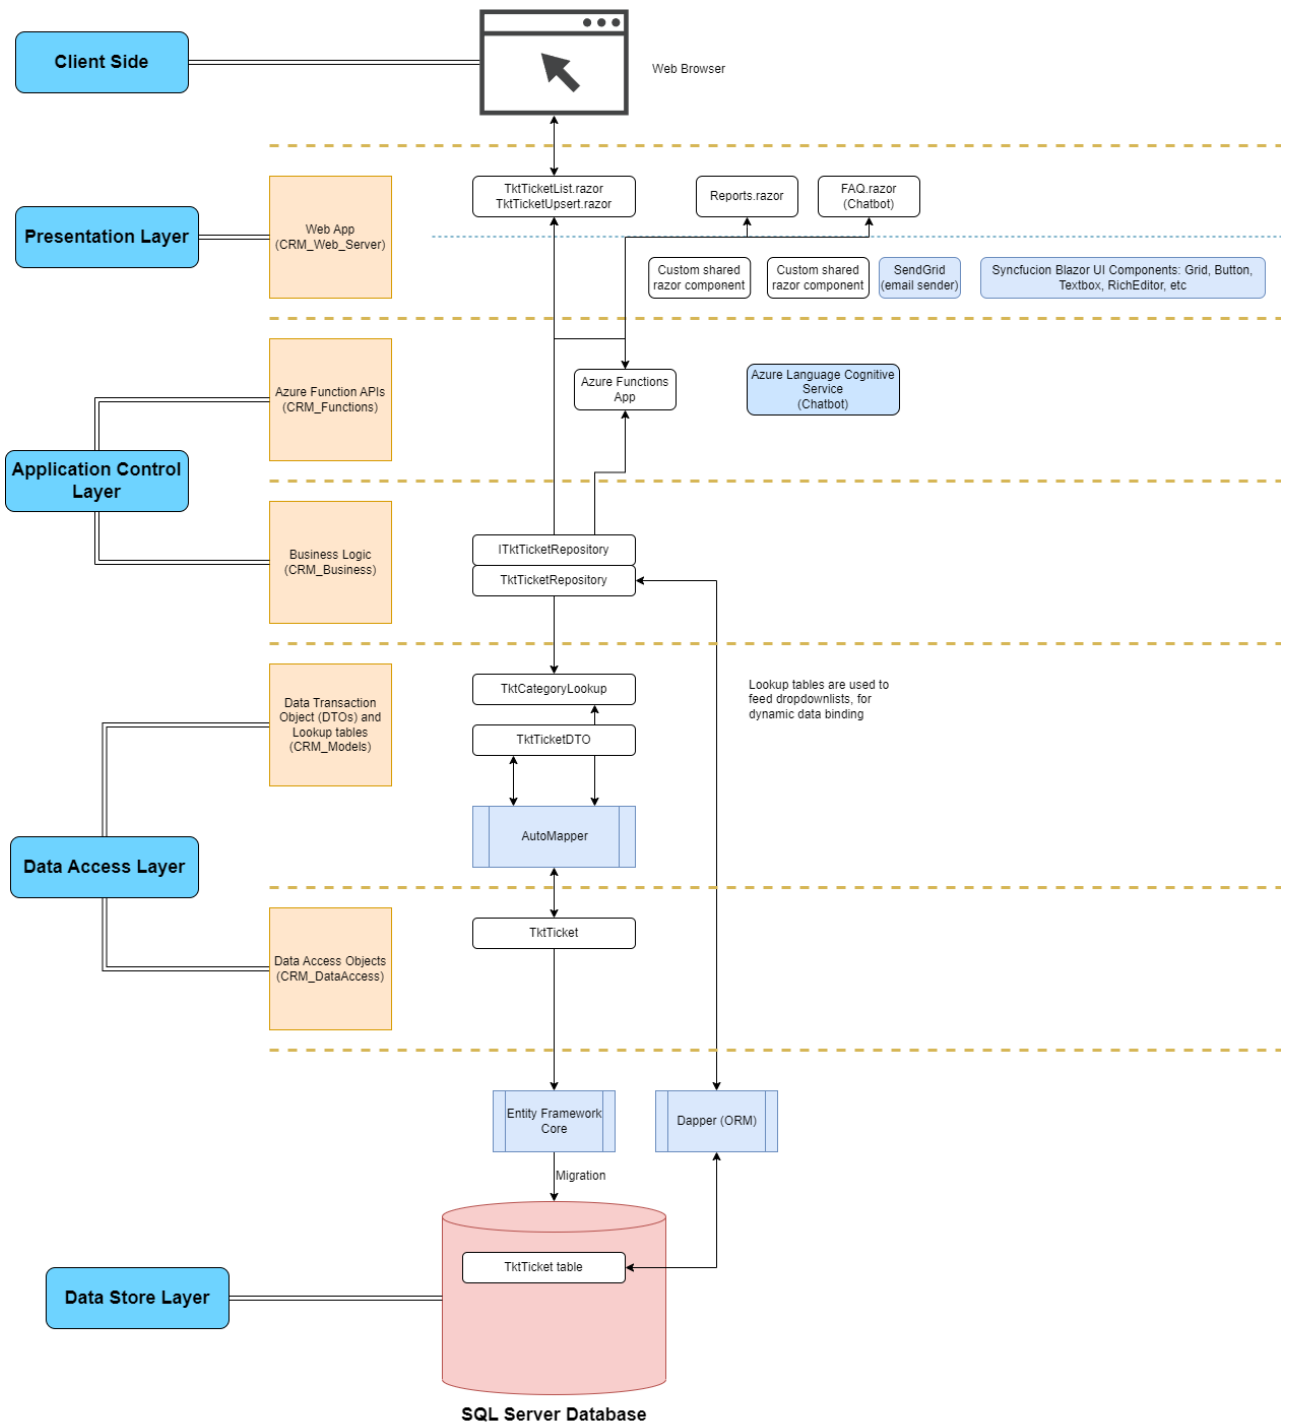 Client Side
Web Browser
Presentation Layer
Web App
(CRM_Web_Server)
TktTicketList.razor
TktTicketUpsert.razor
Reports.razor
FAQ.razor
(Chatbot)
Custom shared
razor component
Custom shared
razor component
SendGrid
(email sender)
Syncfucion Blazor UI Components: Grid, Button,
Textbox, RichEditor, etc
Application Control
Layer
Azure Function APIs
(CRM_Functions)
Azure Functions
App
Azure Language Cognitive
Service
(Chatbot)
Business Logic
(CRM_Business)
ITktTicketRepository
TktTicketRepository
Data Access Layer
Data Transaction
Object (DTOs) and
Lookup tables
(CRM_Models)
TktCategoryLookup
TktTicketDTO
AutoMapper
Lookup tables are used to
feed dropdownlists, for
dynamic data binding
Data Access Objects
(CRM_DataAccess)
TktTicket
Entity Framework
Core
Dapper (ORM)
Migration
Data Store Layer
TktTicket table
SQL Server Database